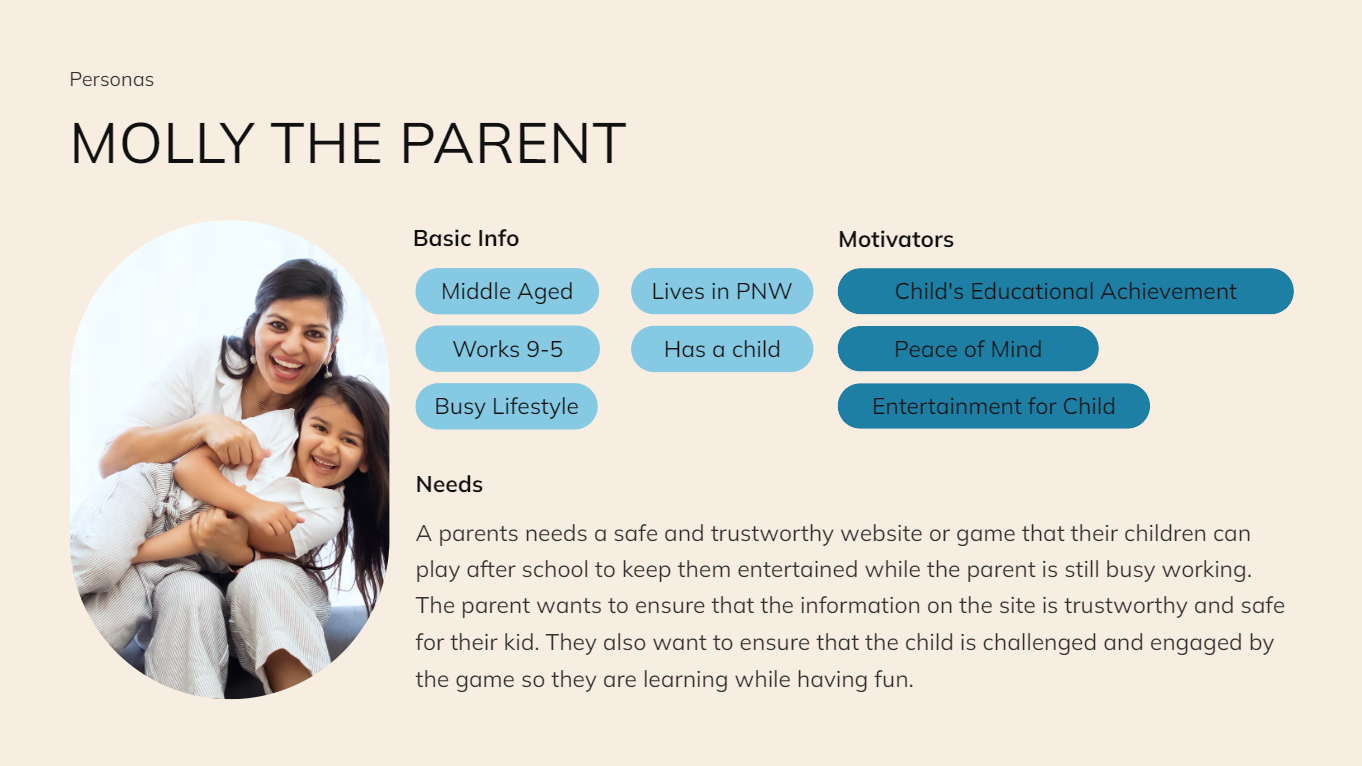 Personas
MOLLY THE PARENT
Basic Info
Middle Aged
Lives in PNW
Works 9-5
Has a child
Busy Lifestyle
Motivators
Child's Educational Achievement
Peace of Mind
Entertainment for Child
Needs
A parents needs a safe and trustworthy website or game that their children can
play after school to keep them entertained while the parent is still busy working.
The parent wants to ensure that the information on the site is trustworthy and safe
for their kid. They also want to ensure that the child is challenged and engaged by
the game so they are learning while having fun.